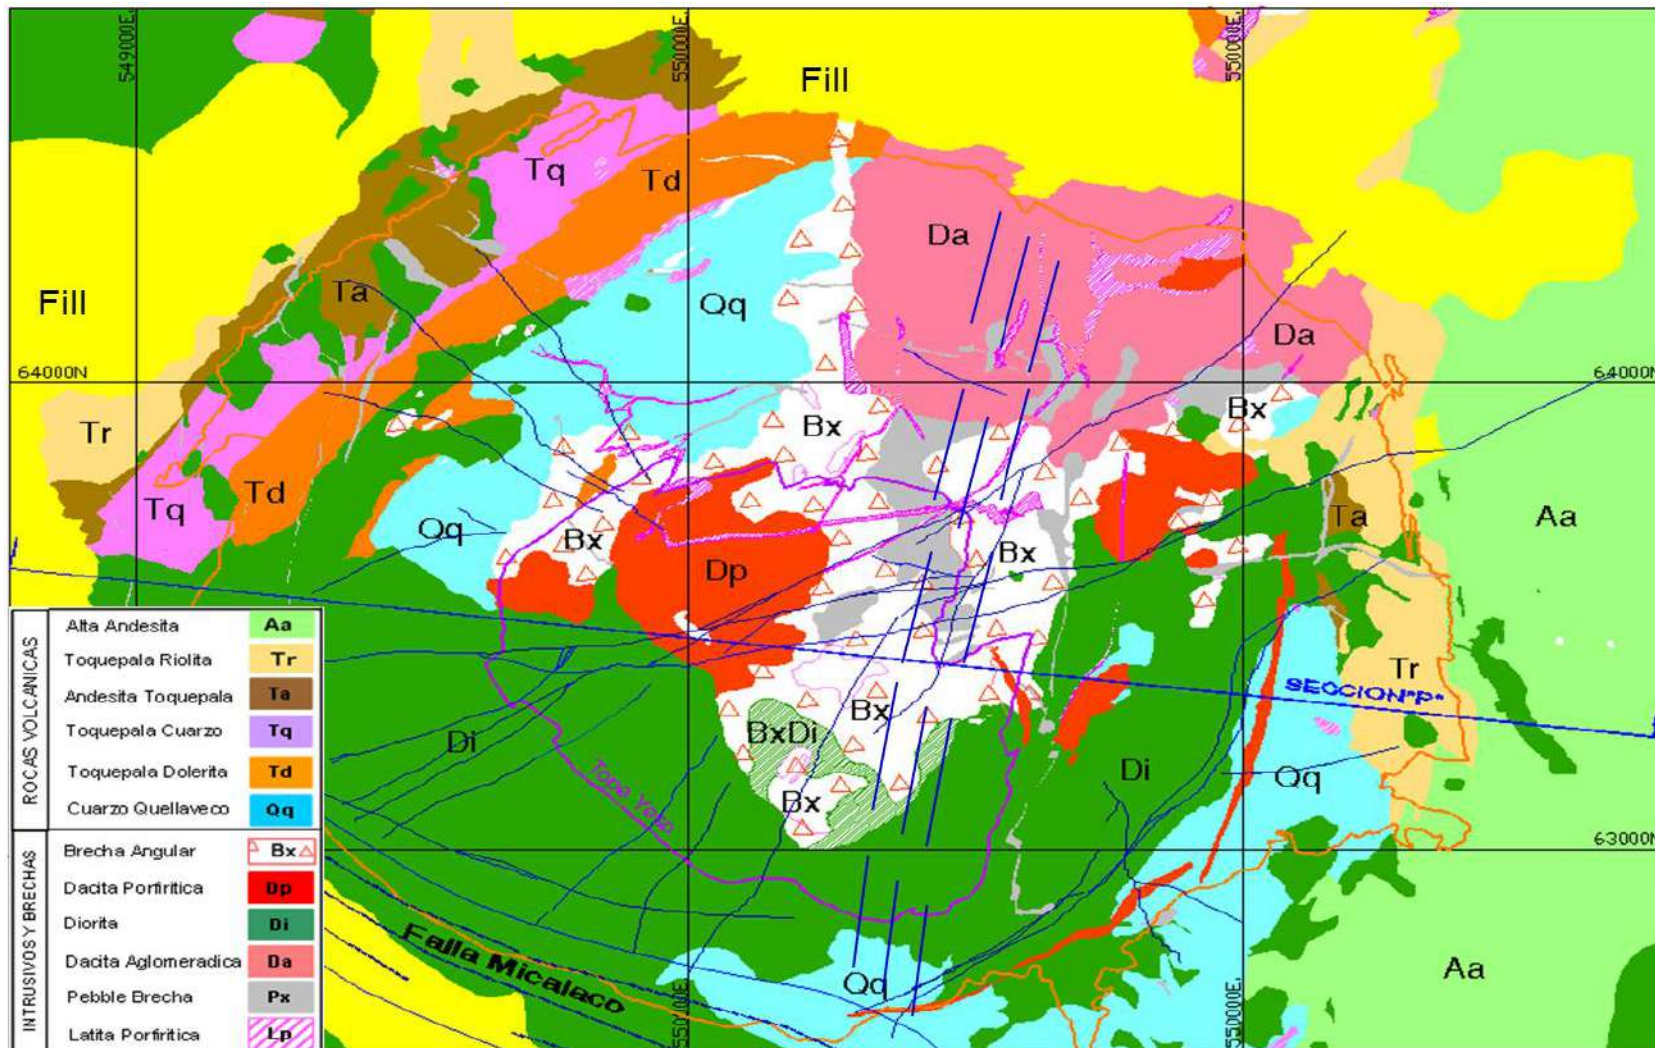 549000E.
550000E.
550000E.
Fill
Tq
Td
Da
Fill
Ta
Qq
Da
64000N
64000N
Tr
Bx
Bx
Tq
Td
Qq
Bx
Bx
Ta
Aa
Dp
Tr
SECCION"P"
Bx
BxDi
Di
Di
Qq
Bx
63000N
Falla Micalaco
Qq
Aa
550000E.
550000E.
ROCAS VOLCANICAS
Alta Andesita Aa
Toquepala Riolita Tr
Andesita Toquepala Ta
Toquepala Cuarzo Tq
Toquepala Dolerita Td
Cuarzo Quellaveco Qq
INTRUSIVOS Y BRECHAS
Brecha Angular Bx
Dacita Porfiritica Dp
Diorita Di
Dacita Aglomeradica Da
Pebble Brecha Px
Latita Porfiritica Lp